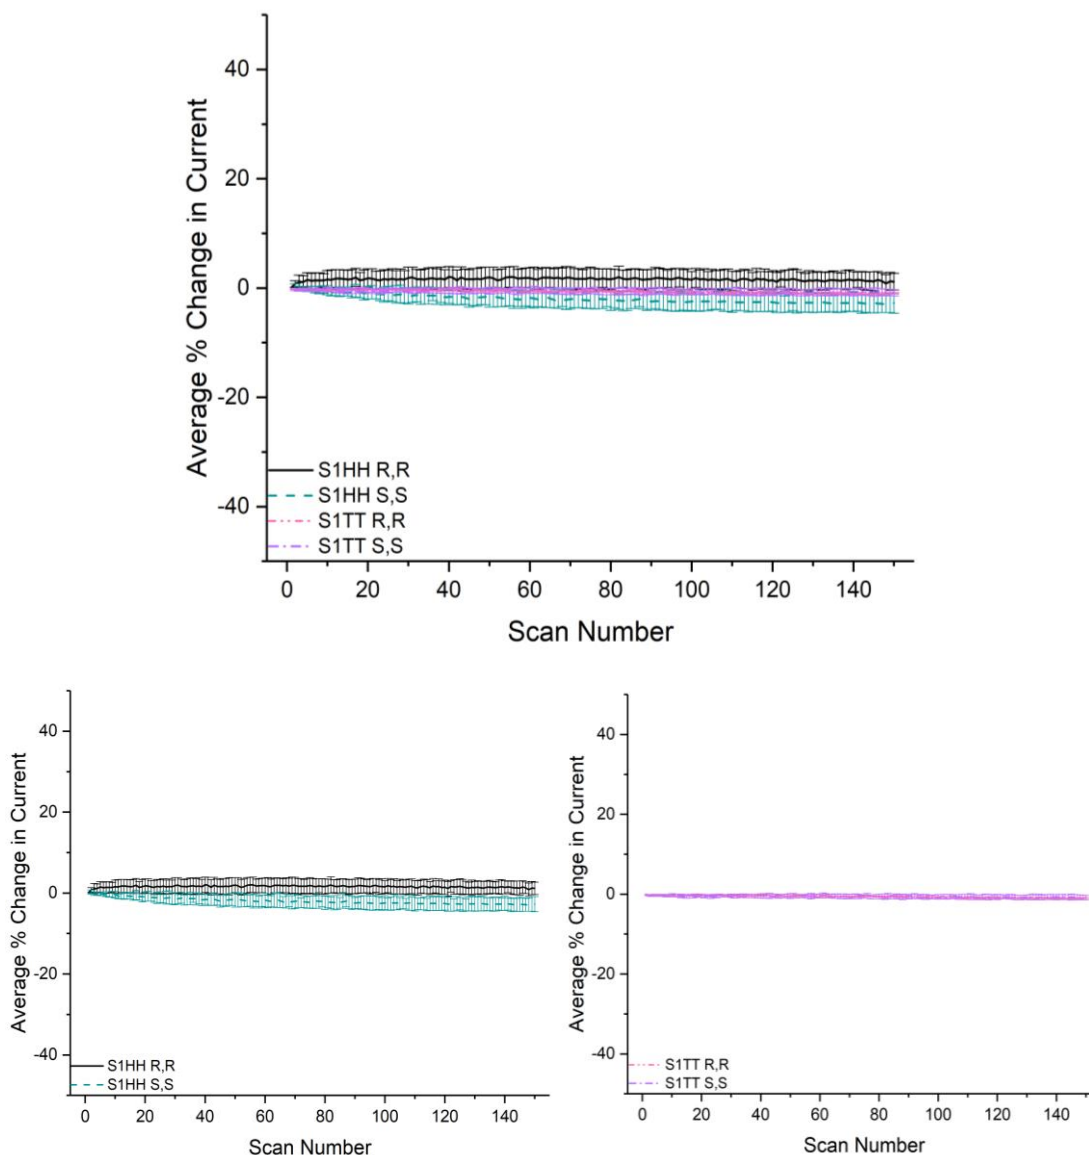 Average % Change in Current
40
20
0
-20
-40
S1HH R,R
S1HH S,S
S1TT R,R
S1TT S,S
0 20 40 60 80 100 120 140
Scan Number
Average % Change in Current
40
20
0
-20
-40
S1HH R,R
S1HH S,S
0 20 40 60 80 100 120 140
Scan Number
Average % Change in Current
40
20
0
-20
-40
S1TT R,R
S1TT S,S
0 20 40 60 80 100 120 140
Scan Number